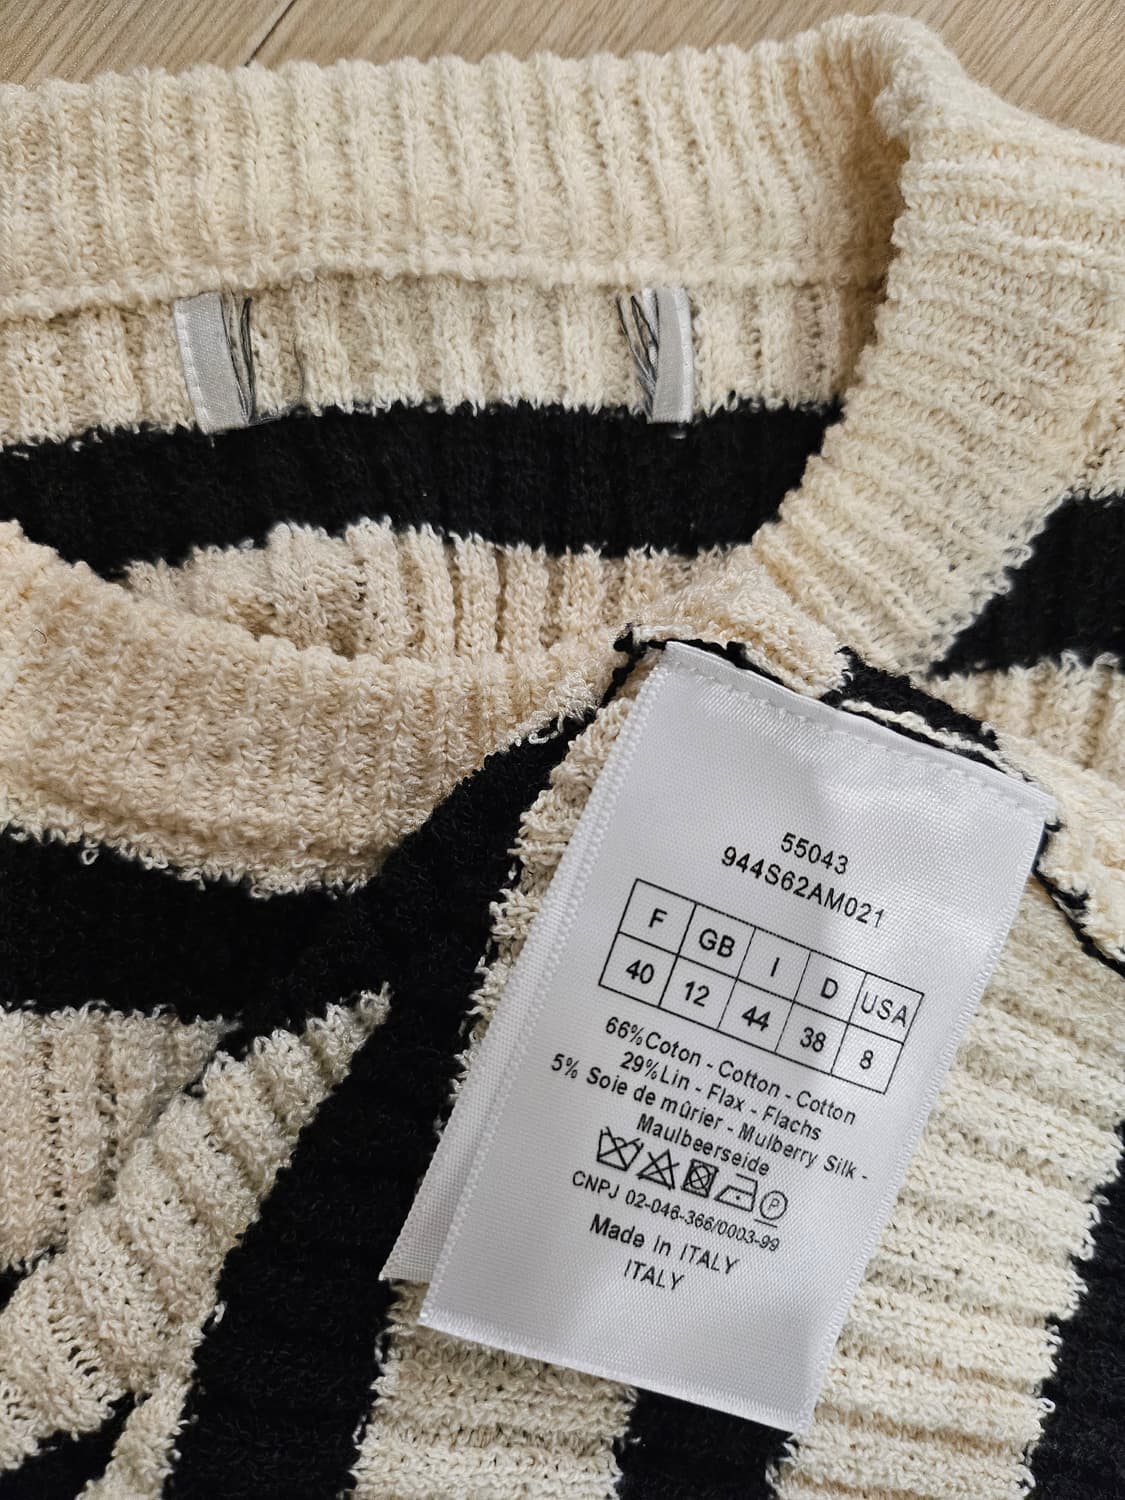 55043
944S62AM021
F GB I D USA
40 12 44 38 8
66%Coton - Cotton - Cotton
29%Lin - Flax - Flachs
5% Soie de mûrier - Mulberry Silk -
Maulbeerseide
P
CNPJ 02-046-366/0003-99
Made in ITALY
ITALY